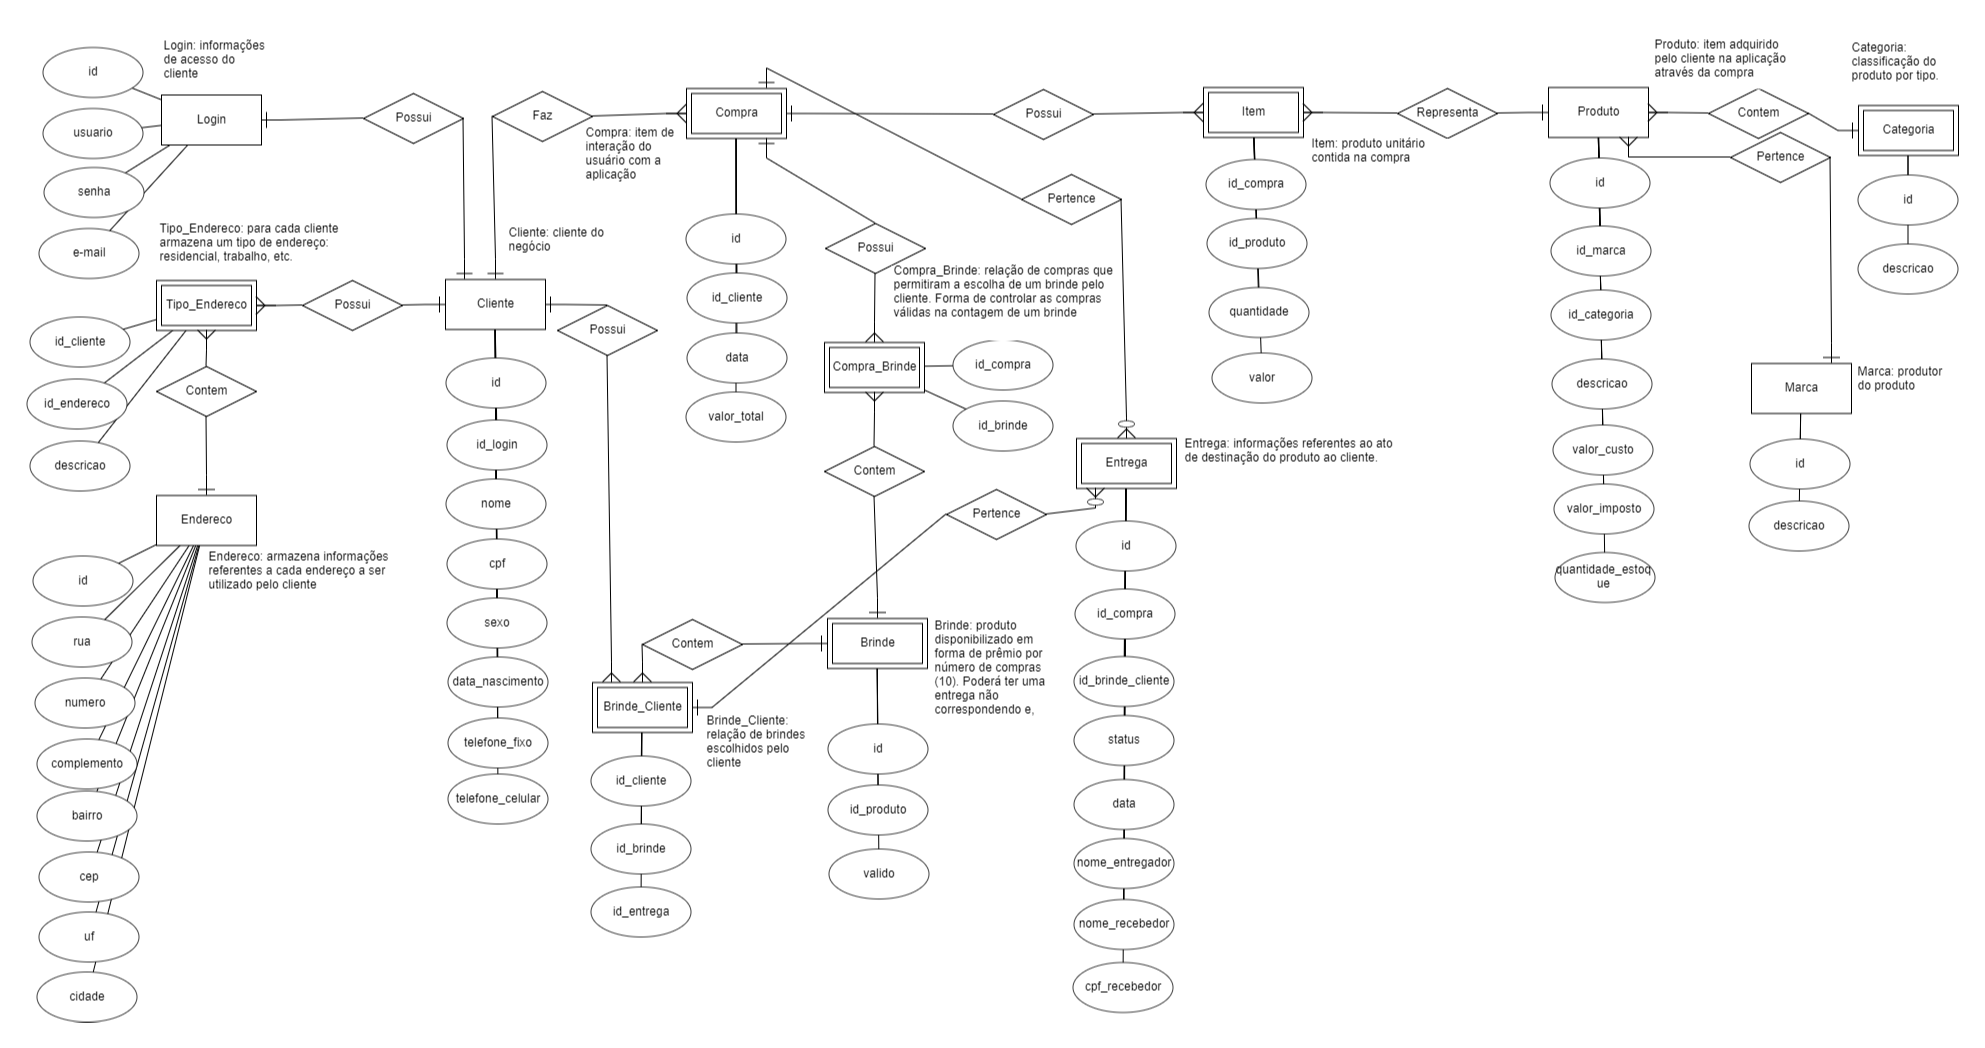 Login: informações
de acesso do
cliente
id
usuario
senha
e-mail
Login
Possui
Faz
Compra
Compra: item de
interação do
usuário com a
aplicação
Possui
Item
Item: produto unitário
contida na compra
Representa
Produto
Produto: item adquirido
pelo cliente na aplicação
através da compra
Contem
Pertence
Categoria:
classificação do
produto por tipo.
Categoria
id
descricao
Tipo_Endereco: para cada cliente
armazena um tipo de endereço:
residencial, trabalho, etc.
Tipo_Endereco
id_cliente
id_endereco
descricao
Possui
Contem
Endereco
Endereco: armazena informações
referentes a cada endereço a ser
utilizado pelo cliente
id
rua
numero
complemento
bairro
cep
uf
cidade
Cliente: cliente do
negócio
Cliente
id
id_login
nome
cpf
sexo
data_nascimento
telefone_fixo
telefone_celular
Possui
id
id_cliente
data
valor_total
Possui
Compra_Brinde: relação de compras que
permitiram a escolha de um brinde pelo
cliente. Forma de controlar as compras
válidas na contagem de um brinde
Compra_Brinde
id_compra
id_brinde
Contem
Pertence
Entrega
Entrega: informações referentes ao ato
de destinação do produto ao cliente.
Pertence
id
id_compra
id_brinde_cliente
status
data
nome_entregador
nome_recebedor
cpf_recebedor
Contem
Brinde
Brinde: produto
disponibilizado em
forma de prêmio por
número de compras
(10). Poderá ter uma
entrega não
correspondendo e,
id
id_produto
valido
Brinde_Cliente
Brinde_Cliente:
relação de brindes
escolhidos pelo
cliente
id_cliente
id_brinde
id_entrega
id_compra
id_produto
quantidade
valor
id
id_marca
id_categoria
descricao
valor_custo
valor_imposto
quantidade_estoq
ue
Marca
Marca: produtor
do produto
id
descricao